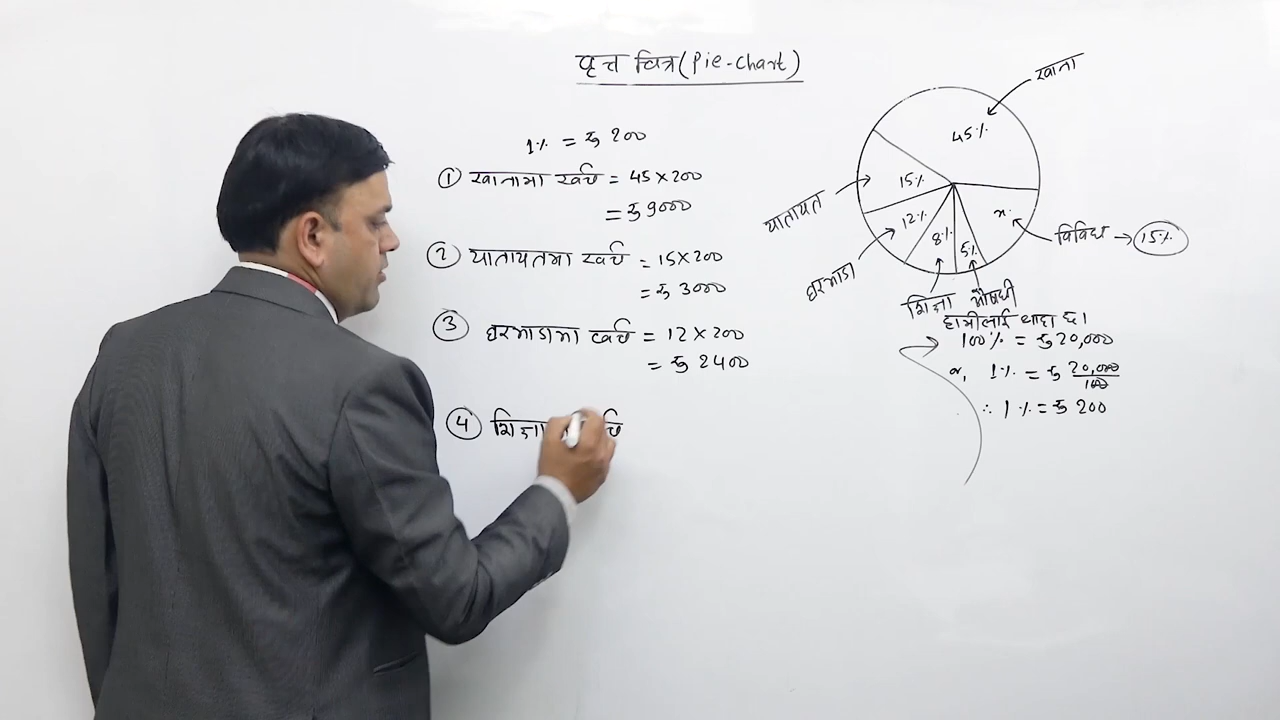 वृत्त चित्र (Pie-Chart)
1% = रु 200
① खानामा खर्च = 45 × 200
= रु 9000
② यातायतमा खर्च = 15 × 200
= रु 3000
③ घरभाडामा खर्च = 12 × 200
= रु 2400
④ शिक्षा
खाना
45%
15%
12%
8%
5%
x.
यातायत
घरभाडा
शिक्षा
औषधी
विविध → 15%
हामीलाई थाहा छ।
100% = रु 20,000
or, 1% = रु 20,000/100
∴ 1% = रु 200